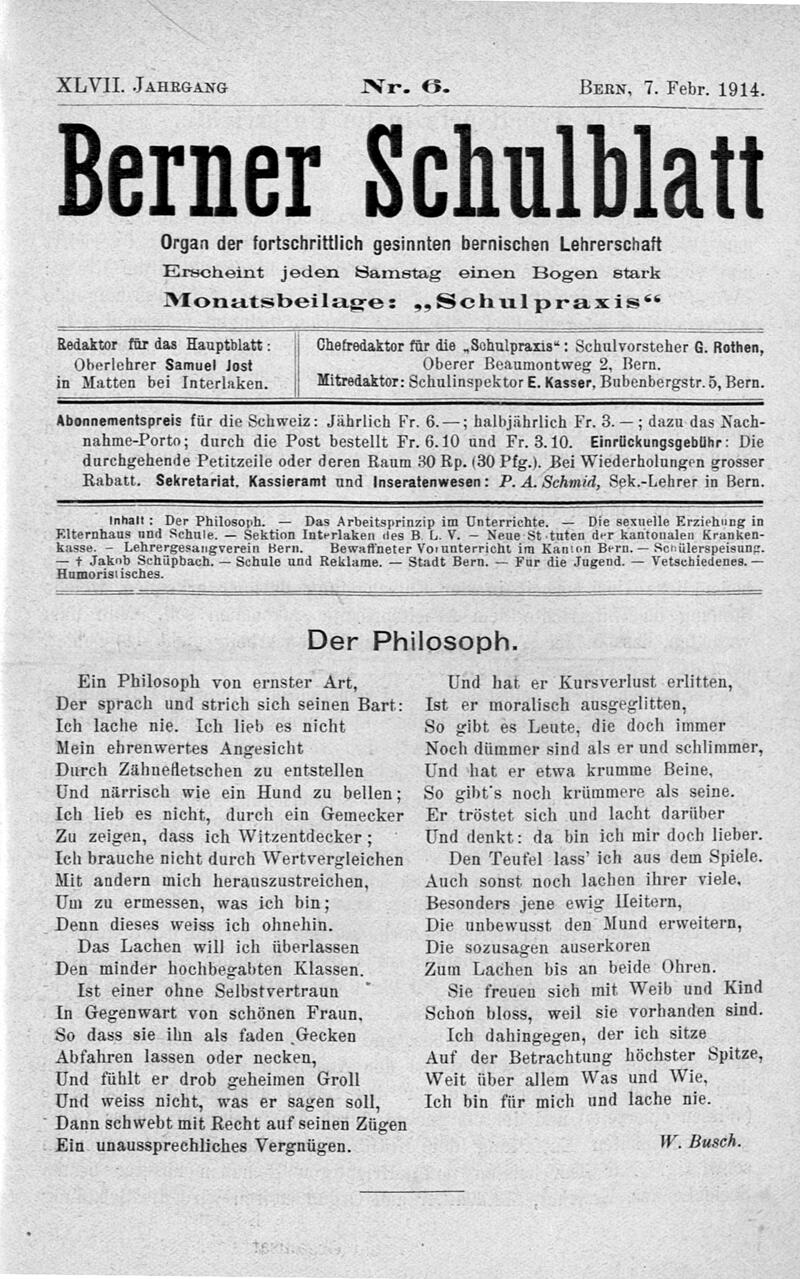 XLVII. JAHRGANG Nr. 6. BERN, 7. Febr. 1914.
Berner Schulblatt
Organ der fortschrittlich gesinnten bernischen Lehrerschaft
Erscheint jeden Samstag einen Bogen stark
Monatsbeilage: „Schulpraxis“
Redaktor für das Hauptblatt:
Oberlehrer Samuel Jost
in Matten bei Interlaken.
Chefredaktor für die „Schulpraxis“: Schulvorsteher G. Rothen,
Oberer Beaumontweg 2, Bern.
Mitredaktor: Schulinspektor E. Kasser, Bubenbergstr. 5, Bern.
Abonnementspreis für die Schweiz: Jährlich Fr. 6.—; halbjährlich Fr. 3. —; dazu das Nach-
nahme-Porto; durch die Post bestellt Fr. 6.10 und Fr. 3.10. Einrückungsgebühr: Die
durchgehende Petitzeile oder deren Raum 30 Rp. (30 Pfg.). Bei Wiederholungen grosser
Rabatt. Sekretariat, Kassieramt und Inseratenwesen: P. A. Schmid, Sek.-Lehrer in Bern.
Inhalt: Der Philosoph. — Das Arbeitsprinzip im Unterrichte. — Die sexuelle Erziehung in
Elternhaus und Schule. — Sektion Interlaken des B. L. V. — Neue St tuten der kantonalen Kranken-
kasse. – Lehrergesangverein Bern. Bewaffneter Vorunterricht im Kanton Bern. — Schülerspeisung.
— † Jakob Schüpbach. — Schule und Reklame. — Stadt Bern. — Für die Jugend. — Vetschiedenes. —
Humoristisches.
Der Philosoph.
Ein Philosoph von ernster Art,
Der sprach und strich sich seinen Bart:
Ich lache nie. Ich lieb es nicht
Mein ehrenwertes Angesicht
Durch Zähnefletschen zu entstellen
Und närrisch wie ein Hund zu bellen;
Ich lieb es nicht, durch ein Gemecker
Zu zeigen, dass ich Witzentdecker;
Ich brauche nicht durch Wertvergleichen
Mit andern mich herauszustreichen,
Um zu ermessen, was ich bin;
Denn dieses weiss ich ohnehin.
Das Lachen will ich überlassen
Den minder hochbegabten Klassen.
Ist einer ohne Selbstvertraun
In Gegenwart von schönen Fraun,
So dass sie ihn als faden Gecken
Abfahren lassen oder necken,
Und fühlt er drob geheimen Groll
Und weiss nicht, was er sagen soll,
Dann schwebt mit Recht auf seinen Zügen
Ein unaussprechliches Vergnügen.
Und hat er Kursverlust erlitten,
Ist er moralisch ausgeglitten,
So gibt es Leute, die doch immer
Noch dümmer sind als er und schlimmer,
Und hat er etwa krumme Beine,
So gibt's noch krümmere als seine.
Er tröstet sich und lacht darüber
Und denkt: da bin ich mir doch lieber.
Den Teufel lass' ich aus dem Spiele.
Auch sonst noch lachen ihrer viele,
Besonders jene ewig Heitern,
Die unbewusst den Mund erweitern,
Die sozusagen auserkoren
Zum Lachen bis an beide Ohren.
Sie freuen sich mit Weib und Kind
Schon bloss, weil sie vorhanden sind.
Ich dahingegen, der ich sitze
Auf der Betrachtung höchster Spitze,
Weit über allem Was und Wie,
Ich bin für mich und lache nie.
W. Busch.